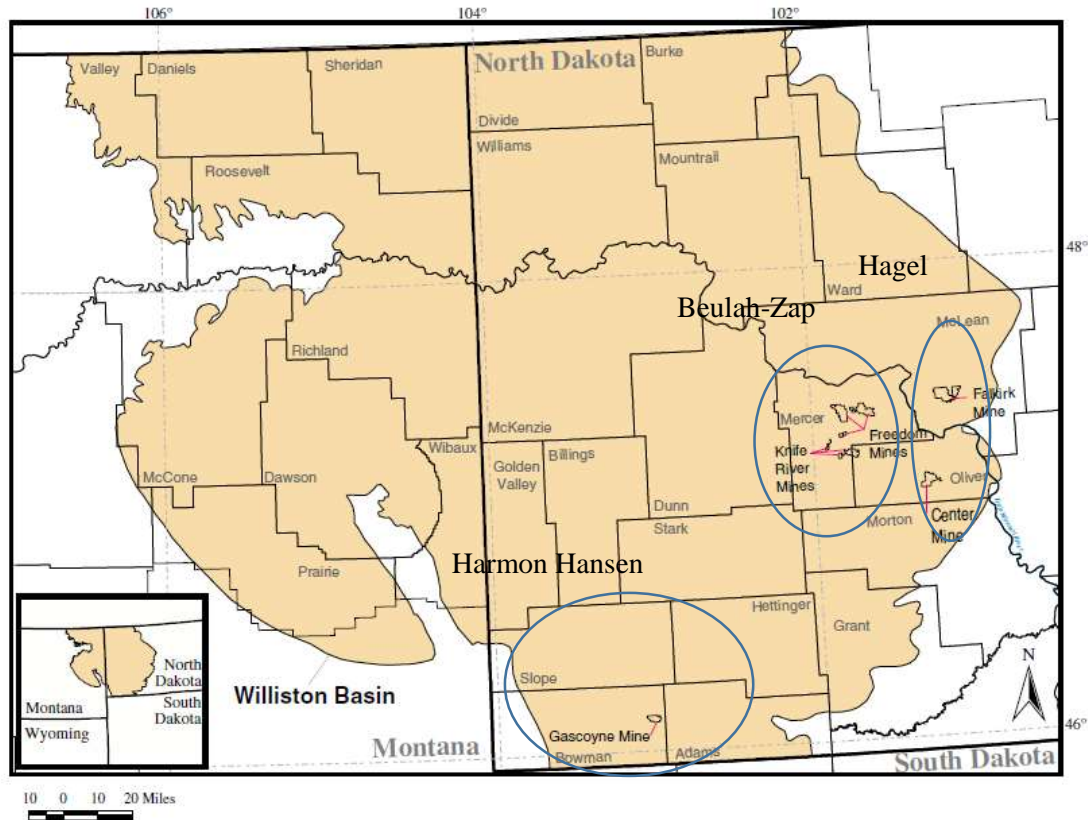 106°
104°
102°
Valley
Daniels
Sheridan
North Dakota
Burke
Divide
Williams
Mountrail
Roosevelt
48°
Hagel
Ward
Beulah-Zap
McLean
Richland
Falkirk
Mine
Mercer
McKenzie
Wibaux
Golden
Valley
Billings
Freedom
Mines
Knife
River
Mines
McCone
Dawson
Dunn
Oliver
Stark
Morton
Center
Mine
Harmon Hansen
Prairie
Hettinger
Grant
N
North
Dakota
South
Dakota
Montana
Wyoming
Williston Basin
Slope
46°
Gascoyne Mine
Montana
Bowman
Adams
South Dakota
10 0 10 20 Miles